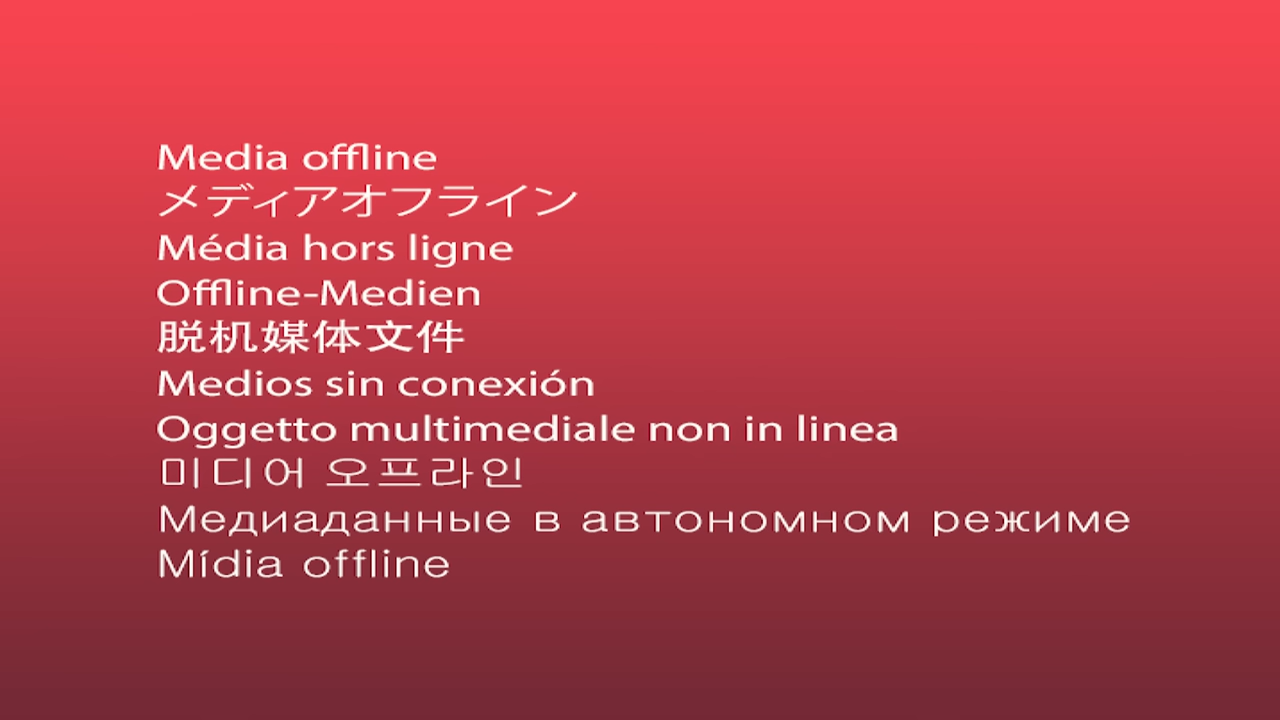 Media offline
メディアオフライン
Média hors ligne
Offline-Medien
脱机媒体文件
Medios sin conexión
Oggetto multimediale non in linea
미디어 오프라인
Медиаданные в автономном режиме
Mídia offline